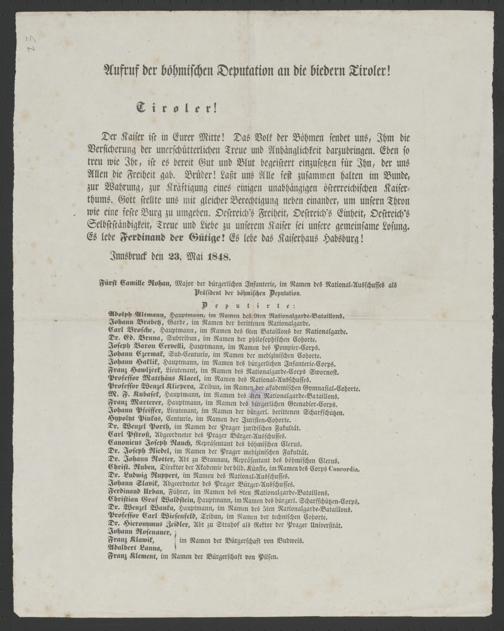 Aufruf der böhmischen Deputation an die biedern Tiroler!
Tiroler!
Der Kaiser ist in Eurer Mitte! Das Volk der Böhmen sendet uns, Ihm die
Versicherung der unerschütterlichen Treue und Anhänglichkeit darzubringen. Eben so
treu wie Ihr, ist es bereit Gut und Blut begeistert einzusetzen für Ihn, der uns
Allen die Freiheit gab. Brüder! Laßt uns Alle fest zusammen halten im Bunde,
zur Wahrung, zur Kräftigung eines einigen unabhängigen österreichischen Kaiser-
thums. Gott stellte uns mit gleicher Berechtigung neben einander, um unsern Thron
wie eine feste Burg zu umgeben. Oestreich's Freiheit, Oestreich's Einheit, Oestreich's
Selbstständigkeit, Treue und Liebe zu unserem Kaiser sei unsere gemeinsame Losung.
Es lebe Ferdinand der Gütige! Es lebe das Kaiserhaus Habsburg!
Innsbruck den 23. Mai 1848.
Fürst Camille Rohan, Major der bürgerlichen Infanterie, im Namen des National-Ausschusses als
Präsident der böhmischen Deputation.
Deputirte:
Adolph Altmann, Hauptmann, im Namen des 9ten Nationalgarde-Bataillons.
Johann Brabetz, Garde, im Namen der berittenen Nationalgarde.
Carl Brosche, Hauptmann, im Namen des 6ten Bataillons der Nationalgarde.
Dr. Ed. Bruna, Subtribun, im Namen der philosophischen Cohorte.
Joseph Baron Cervelli, Hauptmann, im Namen des Pompier-Corps.
Johann Czermak, Sub-Centurio, im Namen der medizinischen Cohorte.
Johann Haklik, Hauptmann, im Namen des bürgerlichen Infanterie-Corps.
Franz Hawljcek, Lieutenant, im Namen des Nationalgarde-Corps Swornost.
Professor Matthäus Klacel, im Namen des National-Ausschusses.
Professor Wenzel Kliepera, Tribun, im Namen der akademischen Gymnasial-Cohorte.
M. F. Kubasek, Hauptmann, im Namen des 4ten Nationalgarde-Bataillons.
Franz Marterer, Hauptmann, im Namen des bürgerlichen Grenadier-Corps.
Johann Pfeiffer, Lieutenant, im Namen der bürgerl. berittenen Scharfschützen.
Hypolyt Pinkas, Centurio, im Namen der Juristen-Cohorte.
Dr. Wenzel Porth, im Namen der Prager juridischen Fakultät.
Carl Pstroß, Abgeordneter des Prager Bürger-Ausschusses.
Canonicus Joseph Rauch, Repräsentant des böhmischen Clerus.
Dr. Joseph Riedel, im Namen der Prager medizinischen Fakultät.
Dr. Johann Rotter, Abt zu Braunau, Repräsentant des böhmischen Clerus.
Christ. Ruben, Direktor der Akademie der bild. Künste, im Namen des Corps Concordia.
Dr. Ludwig Ruppert, im Namen des National-Ausschusses.
Johann Slavik, Abgeordneter des Prager Bürger-Ausschusses.
Ferdinand Urban, Führer, im Namen des 8ten Nationalgarde-Bataillons.
Christian Graf Waldstein, Hauptmann, im Namen des bürgerl. Scharfschützen-Corps.
Dr. Wenzel Wanka, Hauptmann, im Namen des 5ten Nationalgarde-Bataillons.
Professor Carl Wiesenfeld, Tribun, im Namen der technischen Cohorte.
Dr. Hieronymus Zeidler, Abt zu Strahof als Rektor der Prager Universität.
Johann Rosenauer,
Franz Klawik, im Namen der Bürgerschaft von Budweis.
Adalbert Lanna,
Franz Klement, im Namen der Bürgerschaft von Pilsen.